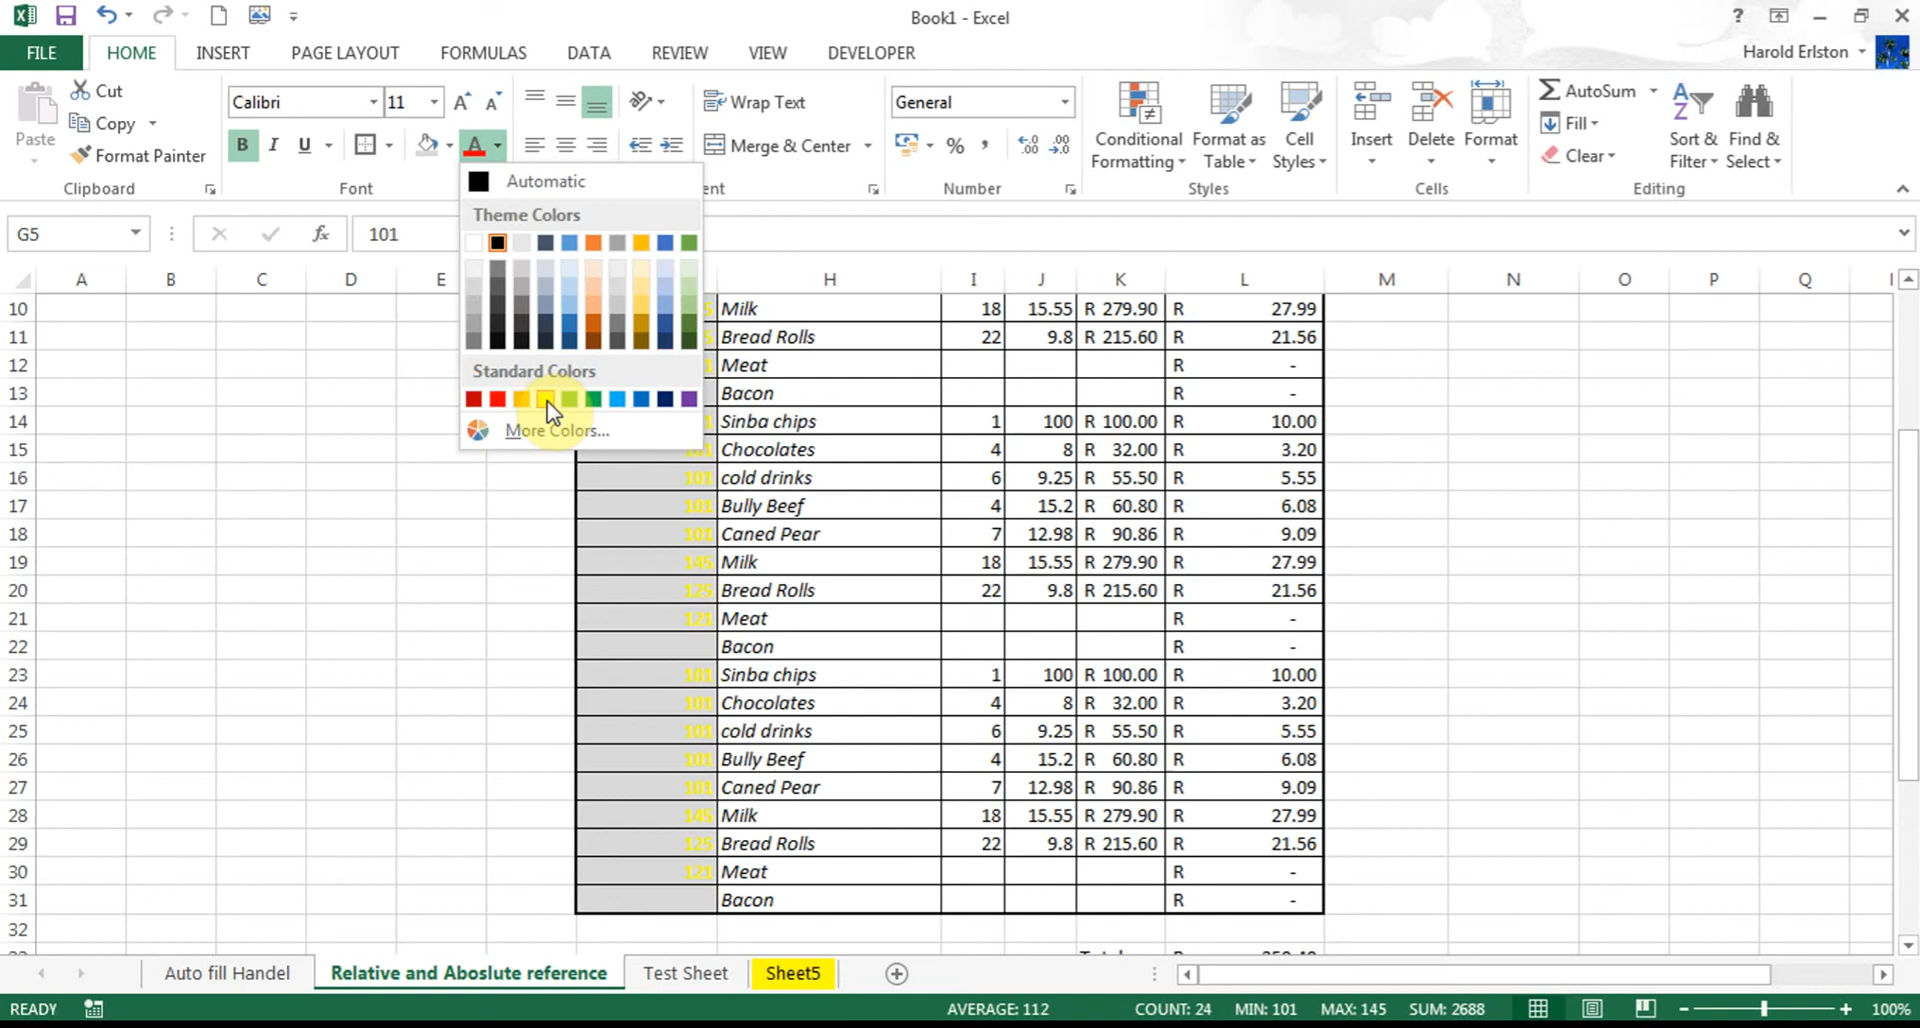 Book1 - Excel
?
FILE HOME INSERT PAGE LAYOUT FORMULAS DATA REVIEW VIEW DEVELOPER
Harold Erlston
Paste
Cut
Copy
Format Painter
Clipboard
Calibri 11
B I U A
Font
Wrap Text
Merge & Center
ent
General
%
Number
Conditional Formatting
Format as Table
Cell Styles
Styles
Insert
Delete
Format
Cells
AutoSum
Fill
Clear
Sort & Filter
Find & Select
Editing
G5 fx 101
Automatic
Theme Colors
Standard Colors
More Colors...
A B C D E H I J K L M N O P Q
10 5 Milk 18 15.55 R 279.90 R 27.99
11 5 Bread Rolls 22 9.8 R 215.60 R 21.56
12 1 Meat R -
13 Bacon R -
14 1 Sinba chips 1 100 R 100.00 R 10.00
15 101 Chocolates 4 8 R 32.00 R 3.20
16 101 cold drinks 6 9.25 R 55.50 R 5.55
17 101 Bully Beef 4 15.2 R 60.80 R 6.08
18 101 Caned Pear 7 12.98 R 90.86 R 9.09
19 145 Milk 18 15.55 R 279.90 R 27.99
20 125 Bread Rolls 22 9.8 R 215.60 R 21.56
21 121 Meat R -
22 Bacon R -
23 101 Sinba chips 1 100 R 100.00 R 10.00
24 101 Chocolates 4 8 R 32.00 R 3.20
25 101 cold drinks 6 9.25 R 55.50 R 5.55
26 101 Bully Beef 4 15.2 R 60.80 R 6.08
27 101 Caned Pear 7 12.98 R 90.86 R 9.09
28 145 Milk 18 15.55 R 279.90 R 27.99
29 125 Bread Rolls 22 9.8 R 215.60 R 21.56
30 121 Meat R -
31 Bacon R -
32
Auto fill Handel Relative and Aboslute reference Test Sheet Sheet5
READY AVERAGE: 112 COUNT: 24 MIN: 101 MAX: 145 SUM: 2688 100%